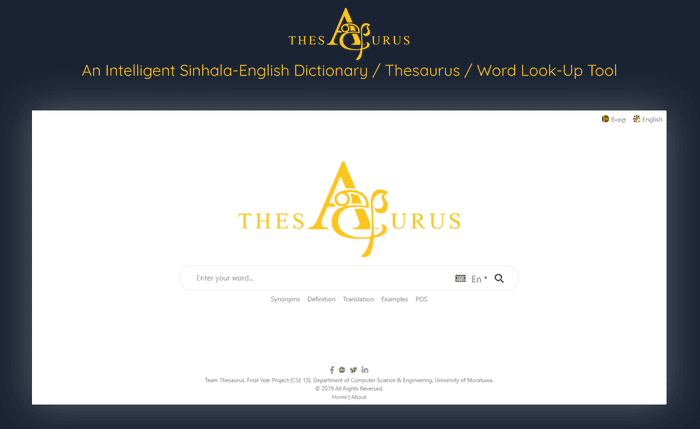 THESAURUS
An Intelligent Sinhala-English Dictionary / Thesaurus / Word Look-Up Tool
සිංහල English
THESAURUS
Enter your word... En
Synonyms Definition Translation Examples POS
Team Thesaurus, Final Year Project (CSE 15), Department of Computer Science & Engineering, University of Moratuwa.
© 2019 All Rights Reversed.
Home | About